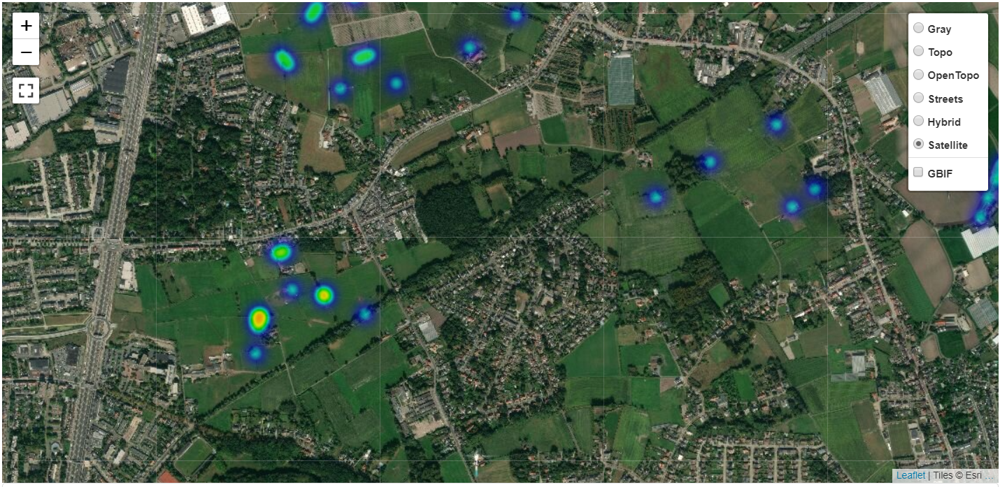 +
−
Gray
Topo
OpenTopo
Streets
Hybrid
Satellite
GBIF
Leaflet | Tiles © Esri ...